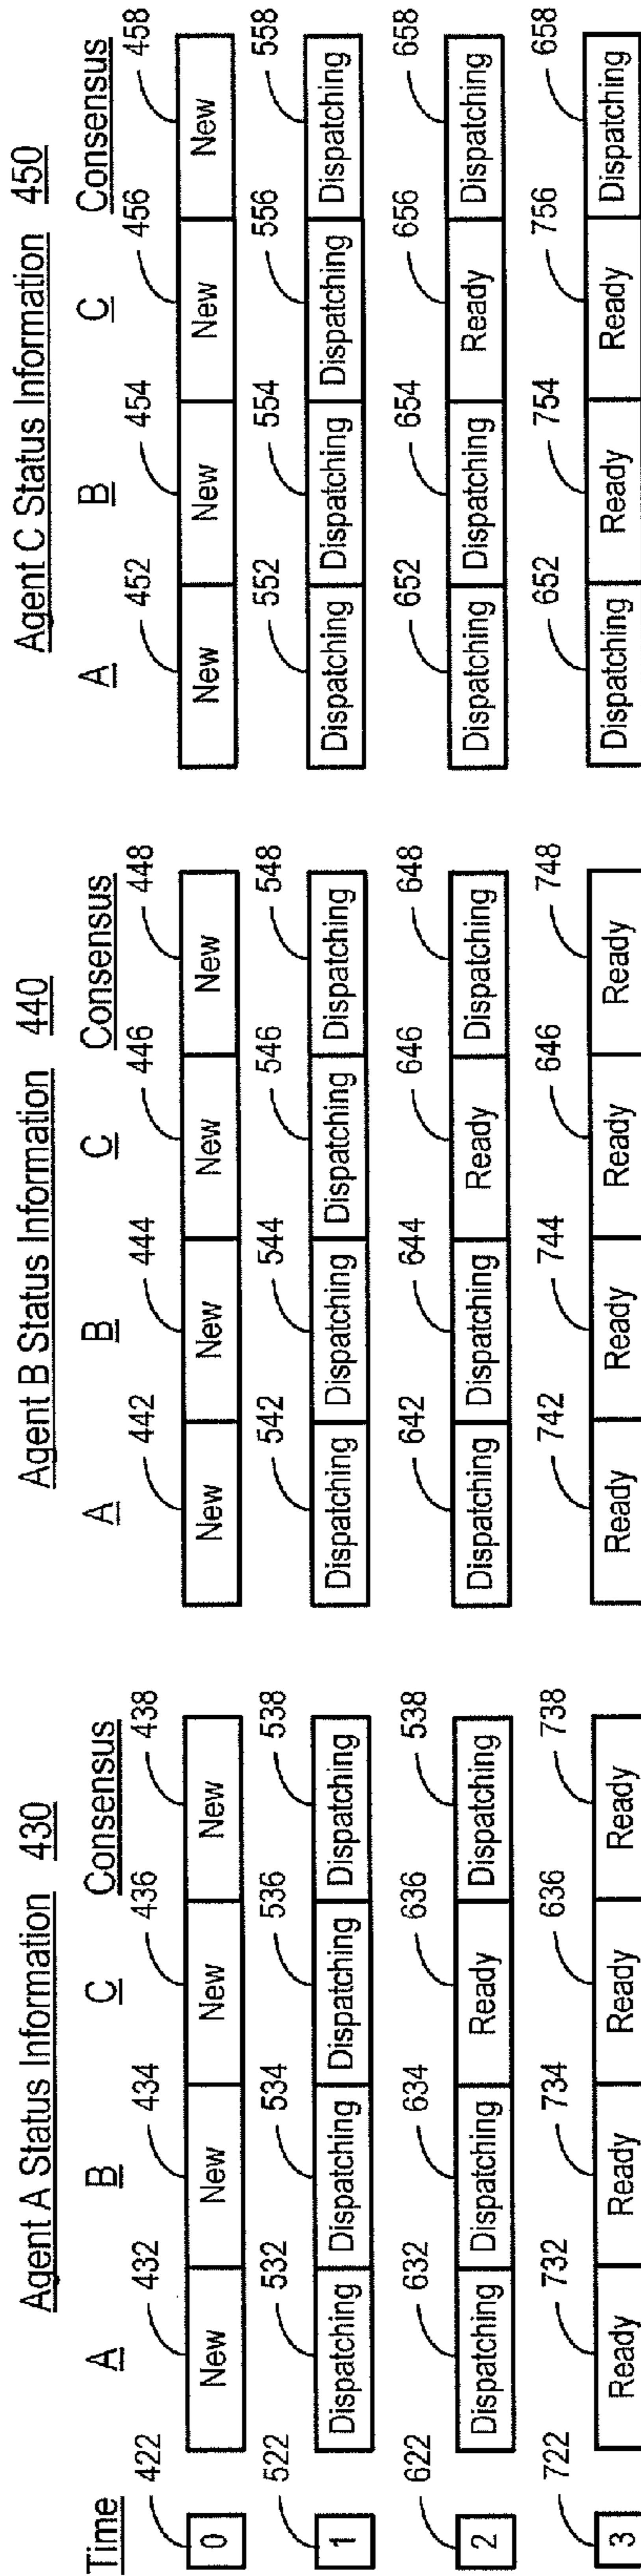 Agent A Status Information 430 Agent B Status Information 440 Agent C Status Information 450
Time A B C Consensus A B C Consensus A B C Consensus
422 432 434 436 438 442 444 446 448 452 454 456 458
0 New New New New New New New New New New New New
522 532 534 536 538 542 544 546 548 552 554 556 558
1 Dispatching Dispatching Dispatching Dispatching Dispatching Dispatching Dispatching Dispatching Dispatching Dispatching Dispatching Dispatching
622 632 634 636 538 642 644 646 648 652 654 656 658
2 Dispatching Dispatching Ready Dispatching Dispatching Dispatching Ready Dispatching Dispatching Dispatching Ready Dispatching
722 732 734 636 738 742 744 646 748 652 754 756 658
3 Ready Ready Ready Ready Ready Ready Ready Ready Dispatching Ready Ready Dispatching